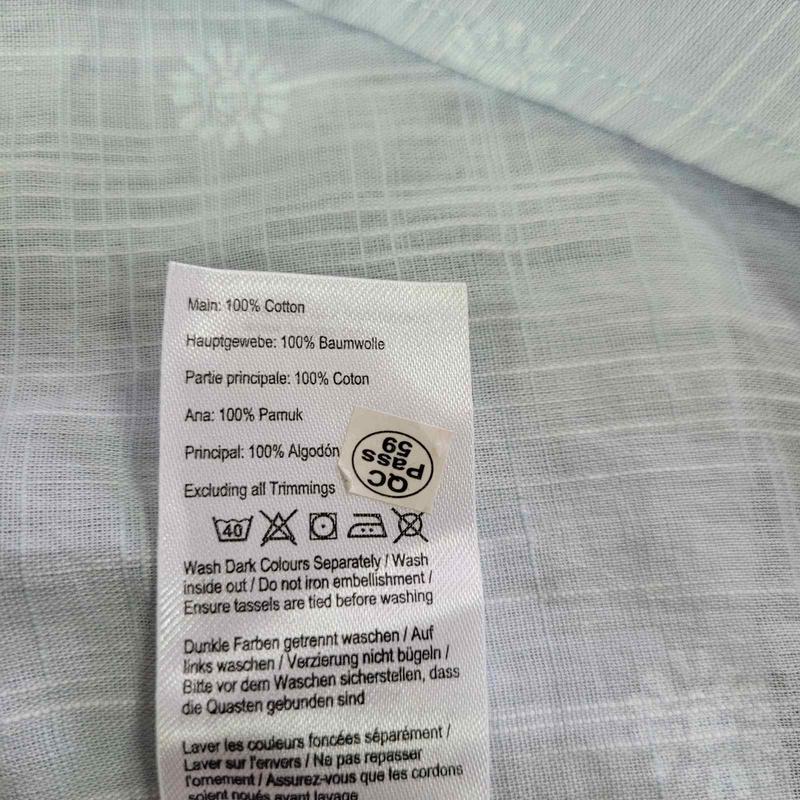 Main: 100% Cotton
Hauptgewebe: 100% Baumwolle
Partie principale: 100% Coton
Ana: 100% Pamuk
Principal: 100% Algodón
QC
Pass
59
Excluding all Trimmings
40
Wash Dark Colours Separately / Wash
inside out / Do not iron embellishment /
Ensure tassels are tied before washing
Dunkle Farben getrennt waschen / Auf
links waschen / Verzierung nicht bügeln /
Bitte vor dem Waschen sicherstellen, dass
die Quasten gebunden sind
Laver les couleurs foncées séparément /
Laver sur l'envers / Ne pas repasser
l'ornement / Assurez-vous que les cordons
soient noués avant lavage